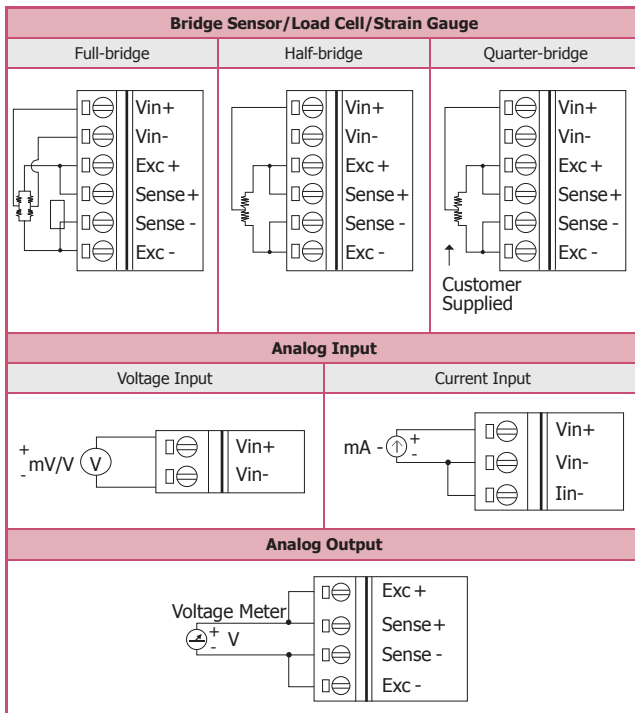 Bridge Sensor/Load Cell/Strain Gauge
Full-bridge
Half-bridge
Quarter-bridge
Vin+
Vin-
Exc +
Sense+
Sense -
Exc -
Vin+
Vin-
Exc +
Sense+
Sense -
Exc -
Vin+
Vin-
Exc +
Sense+
Sense -
Exc -
Customer
Supplied
Analog Input
Voltage Input
Current Input
+
- mV/V
V
Vin+
Vin-
mA -
+
-
Vin+
Vin-
Iin-
Analog Output
Voltage Meter
+
- V
Exc +
Sense+
Sense -
Exc -